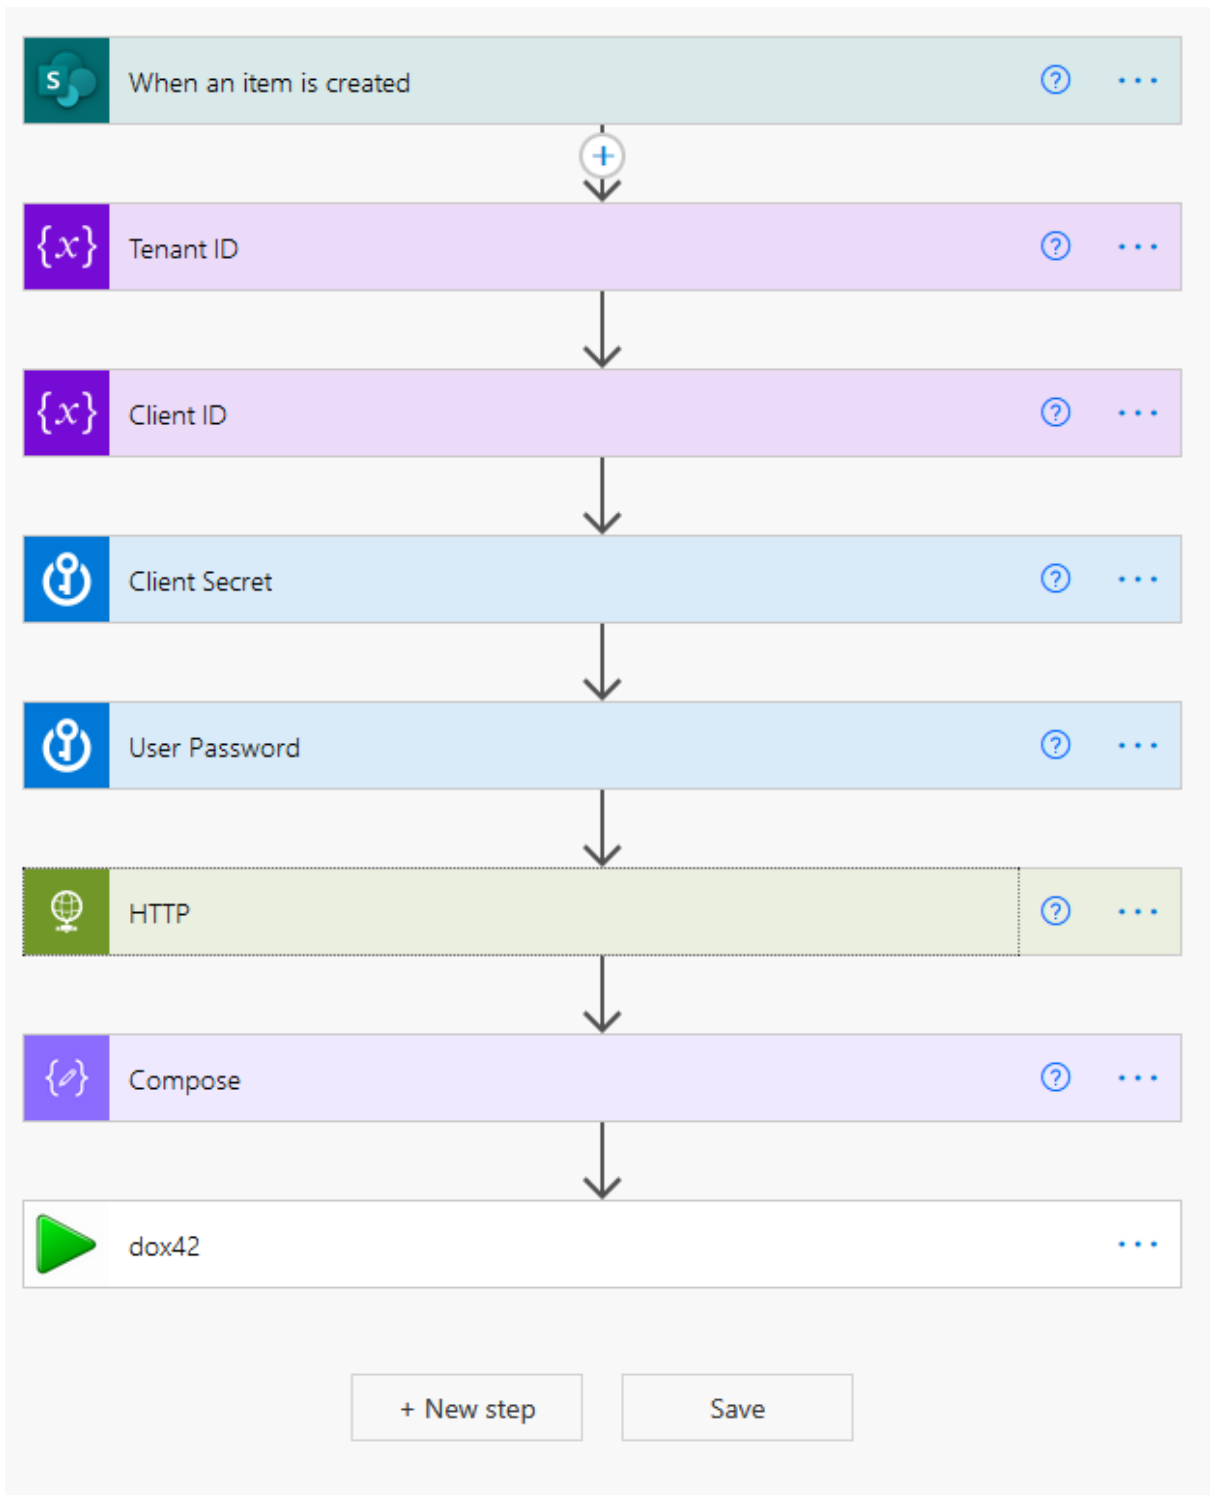 When an item is created
Tenant ID
Client ID
Client Secret
User Password
HTTP
Compose
dox42
+ New step
Save